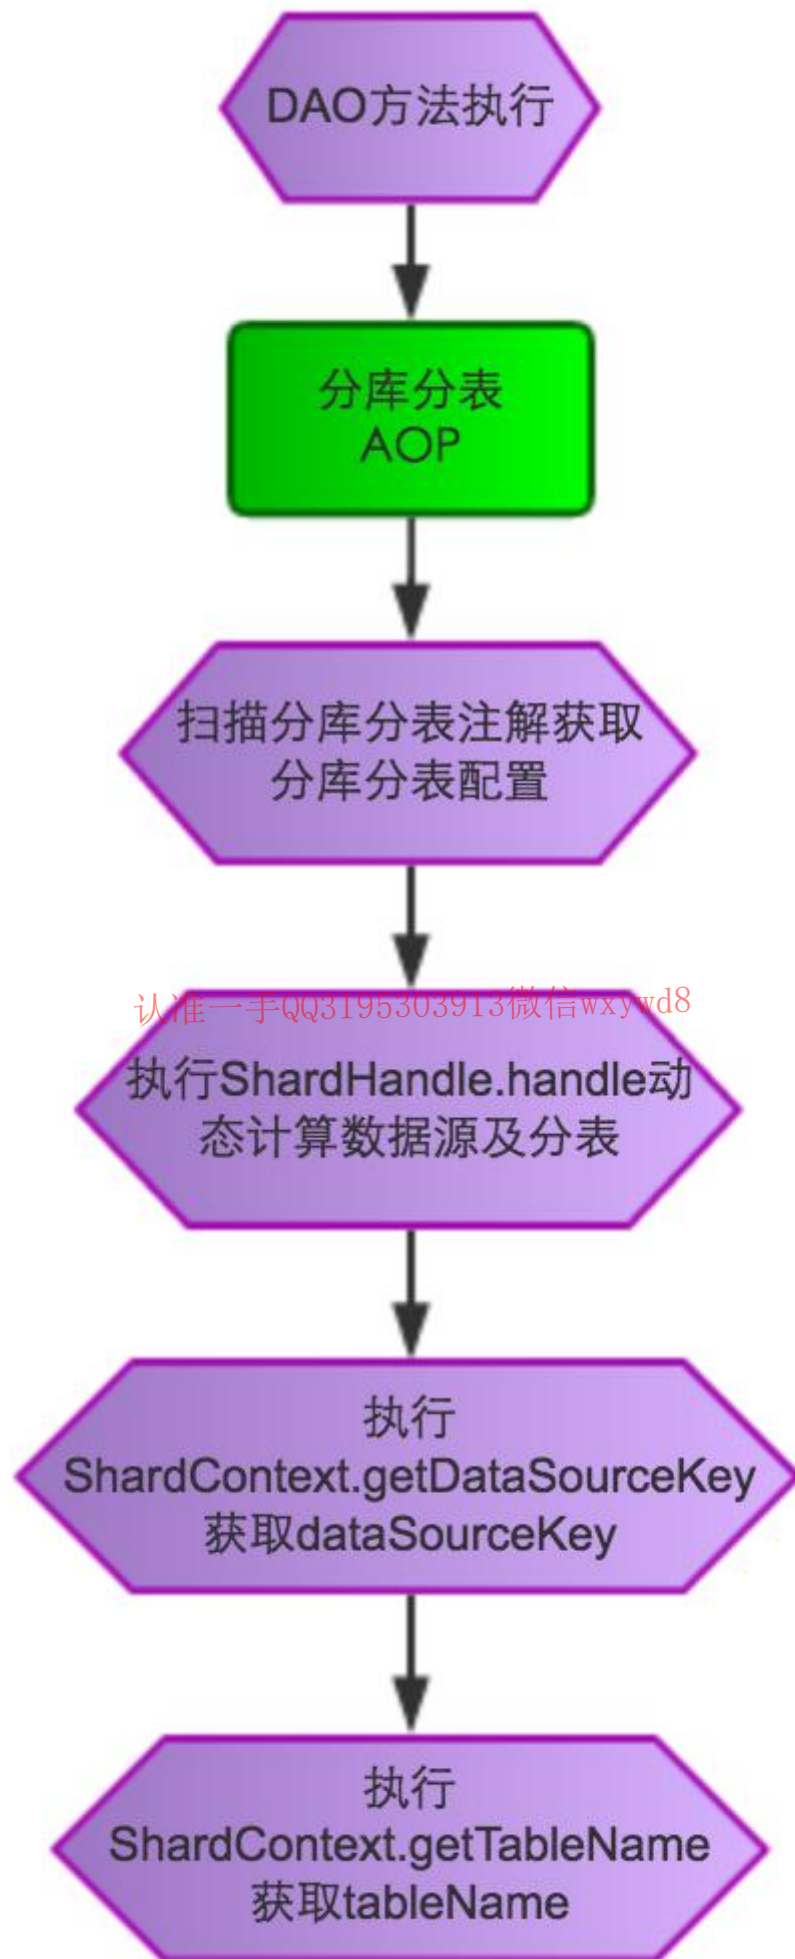 DAO方法执行
分库分表
AOP
扫描分库分表注解获取
分库分表配置
认准一手QQ3195303913微信wxywd8
执行ShardHandle.handle动
态计算数据源及分表
执行
ShardContext.getDataSourceKey
获取dataSourceKey
执行
ShardContext.getTableName
获取tableName